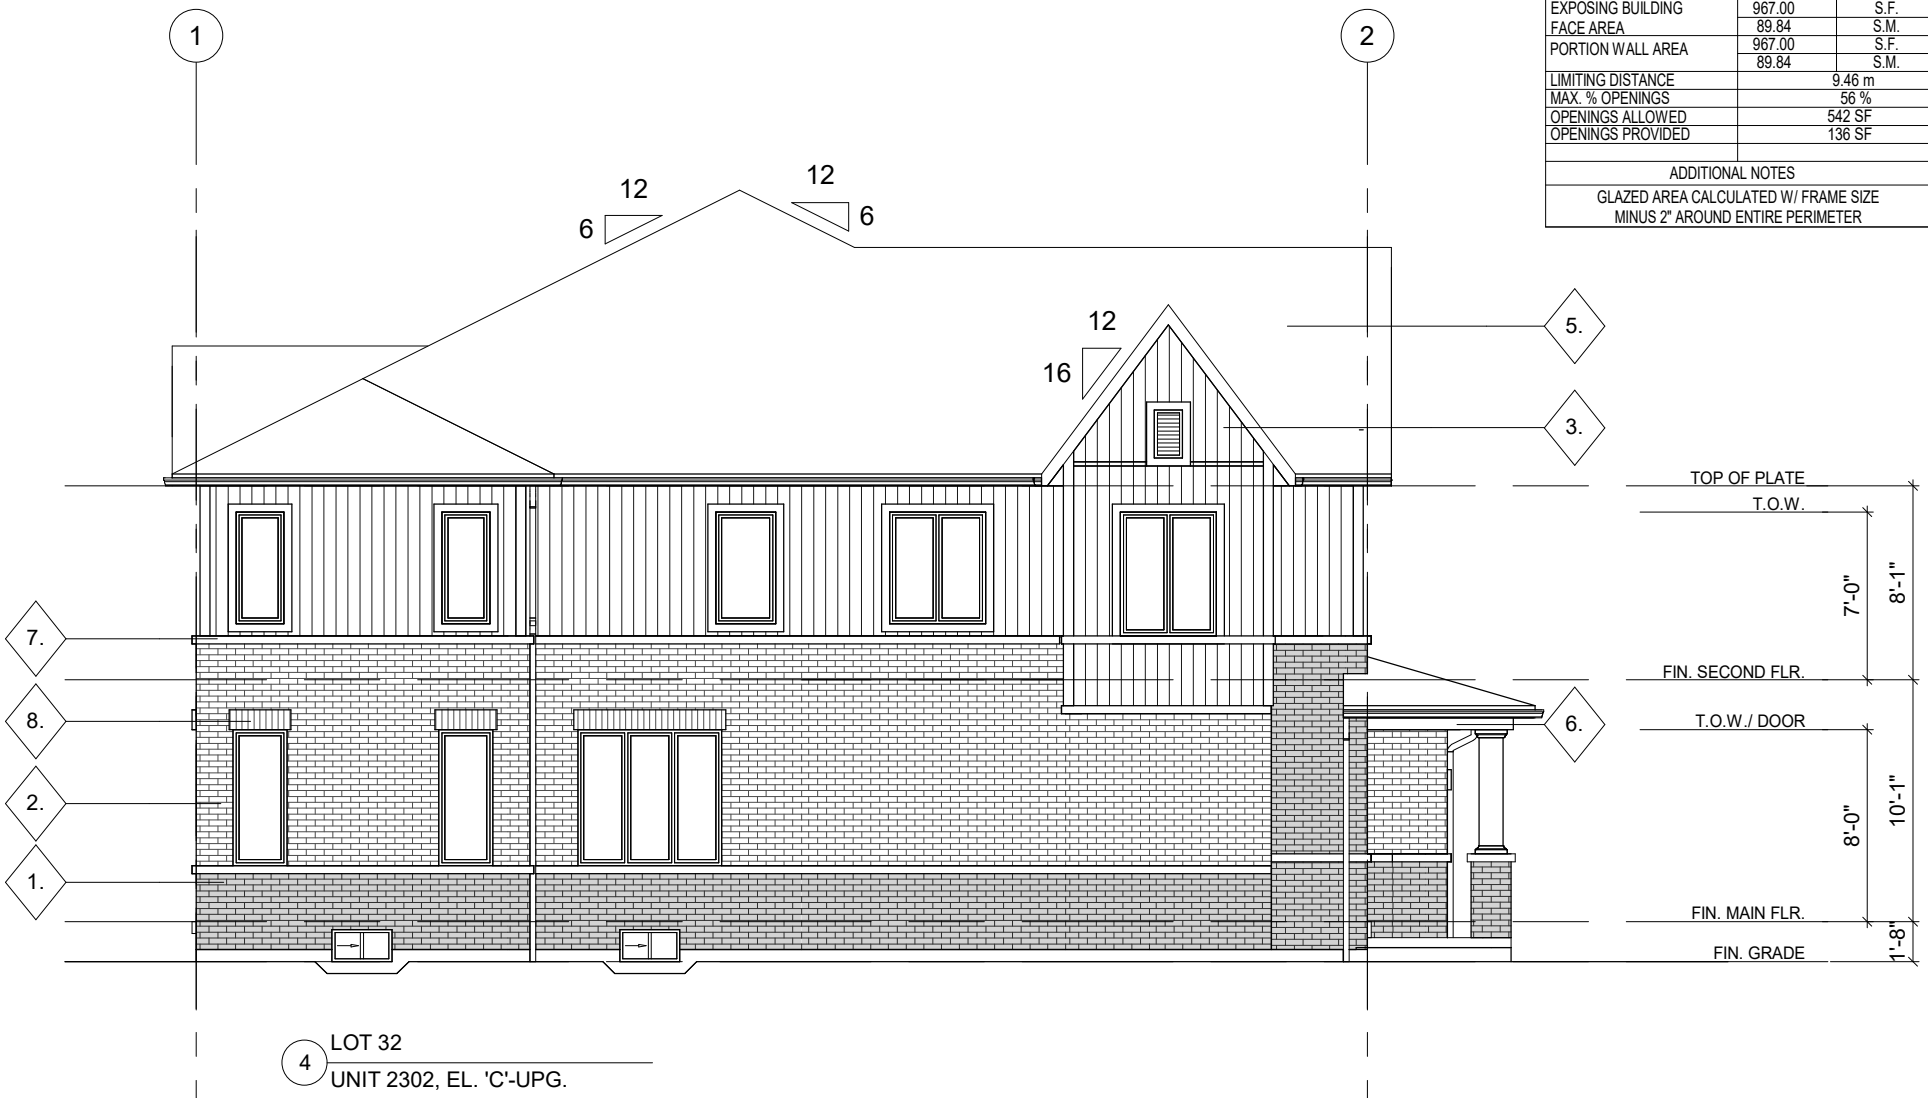 1
2
EXPOSING BUILDING 967.00 S.F.
FACE AREA 89.84 S.M.
PORTION WALL AREA 967.00 S.F.
89.84 S.M.
LIMITING DISTANCE 9.46 m
MAX. % OPENINGS 56 %
OPENINGS ALLOWED 542 SF
OPENINGS PROVIDED 136 SF
ADDITIONAL NOTES
GLAZED AREA CALCULATED W/ FRAME SIZE
MINUS 2" AROUND ENTIRE PERIMETER
12
6
12
6
12
16
5.
3.
TOP OF PLATE
T.O.W.
7'-0"
8'-1"
7.
FIN. SECOND FLR.
8.
6.
T.O.W./ DOOR
2.
8'-0"
10'-1"
1.
FIN. MAIN FLR.
1'-8"
FIN. GRADE
4
LOT 32
UNIT 2302, EL. 'C'-UPG.